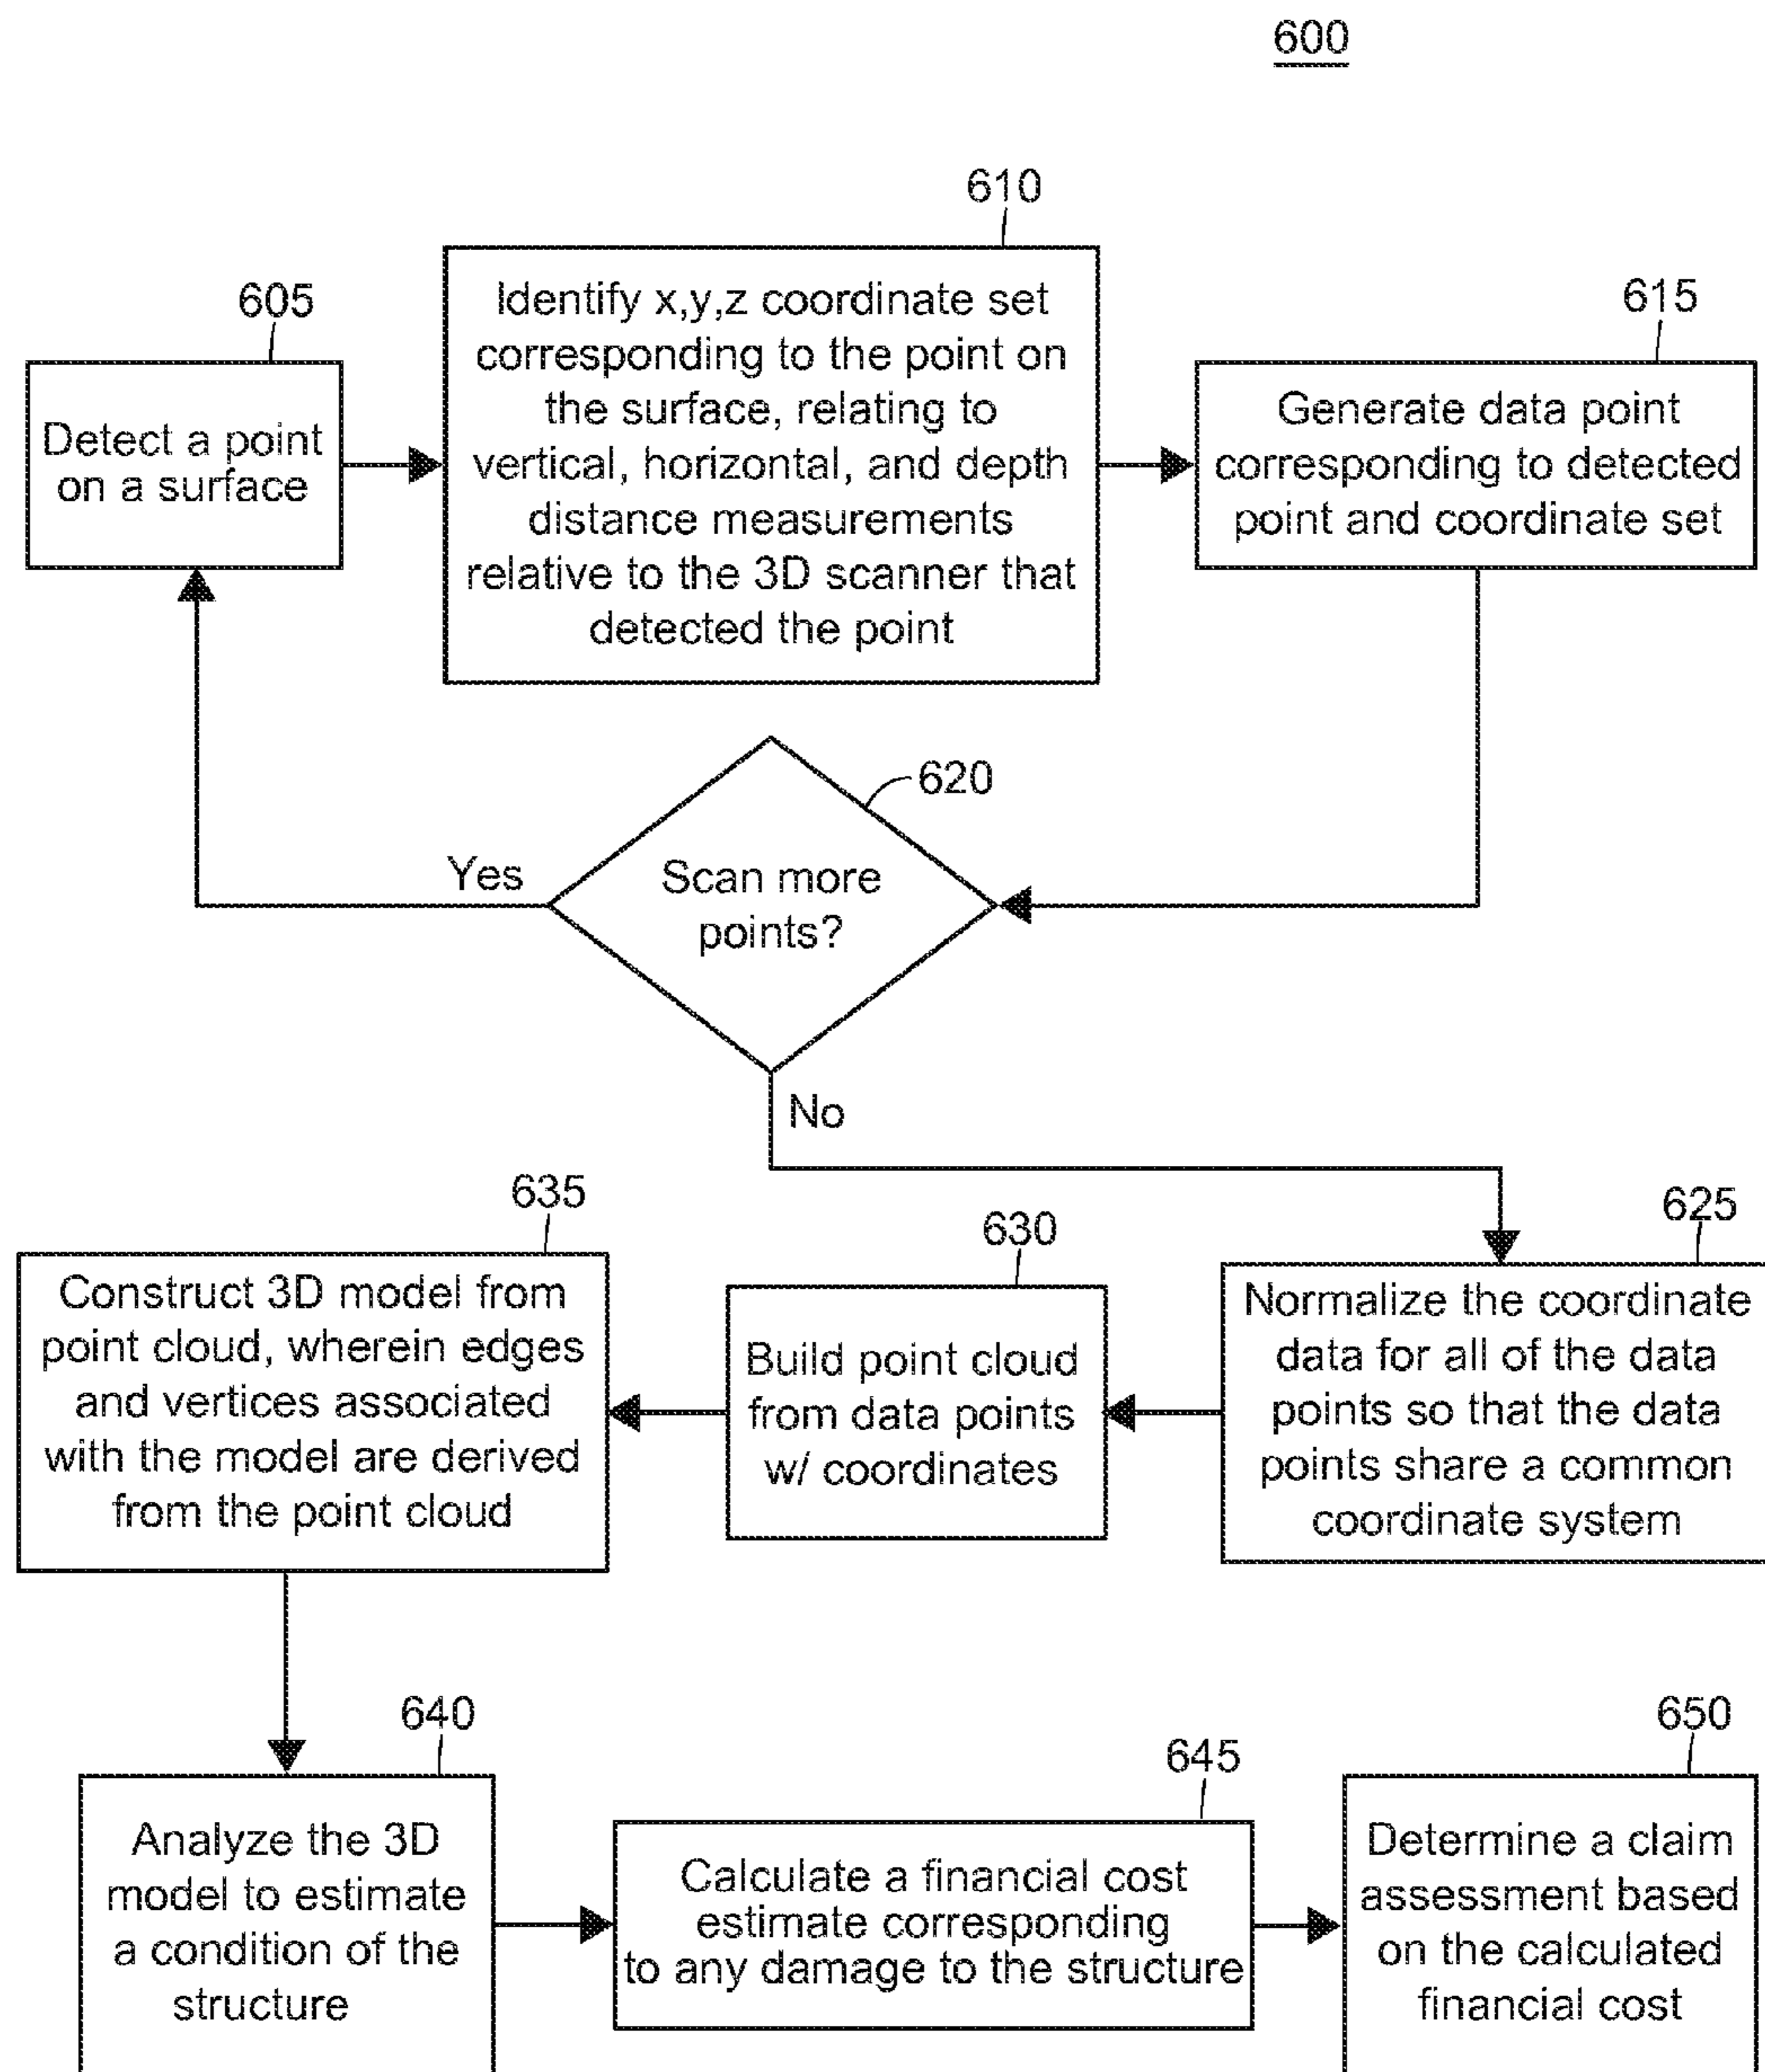 600
605
Detect a point
on a surface
610
Identify x,y,z coordinate set
corresponding to the point on
the surface, relating to
vertical, horizontal, and depth
distance measurements
relative to the 3D scanner that
detected the point
615
Generate data point
corresponding to detected
point and coordinate set
620
Scan more
points?
Yes
No
625
Normalize the coordinate
data for all of the data
points so that the data
points share a common
coordinate system
630
Build point cloud
from data points
w/ coordinates
635
Construct 3D model from
point cloud, wherein edges
and vertices associated
with the model are derived
from the point cloud
640
Analyze the 3D
model to estimate
a condition of the
structure
645
Calculate a financial cost
estimate corresponding
to any damage to the structure
650
Determine a claim
assessment based
on the calculated
financial cost